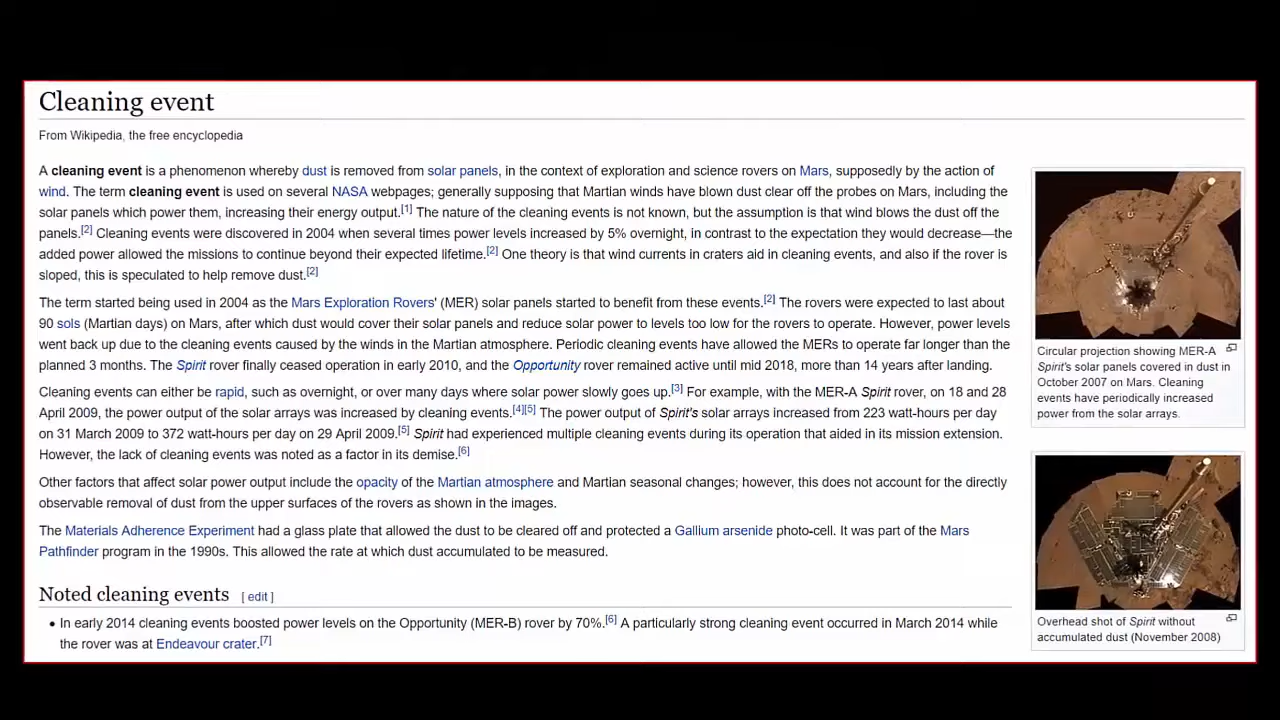 Cleaning event
From Wikipedia, the free encyclopedia
A cleaning event is a phenomenon whereby dust is removed from solar panels, in the context of exploration and science rovers on Mars, supposedly by the action of
wind. The term cleaning event is used on several NASA webpages; generally supposing that Martian winds have blown dust clear off the probes on Mars, including the
solar panels which power them, increasing their energy output.[1] The nature of the cleaning events is not known, but the assumption is that wind blows the dust off the
panels.[2] Cleaning events were discovered in 2004 when several times power levels increased by 5% overnight, in contrast to the expectation they would decrease—the
added power allowed the missions to continue beyond their expected lifetime.[2] One theory is that wind currents in craters aid in cleaning events, and also if the rover is
sloped, this is speculated to help remove dust.[2]
The term started being used in 2004 as the Mars Exploration Rovers' (MER) solar panels started to benefit from these events.[2] The rovers were expected to last about
90 sols (Martian days) on Mars, after which dust would cover their solar panels and reduce solar power to levels too low for the rovers to operate. However, power levels
went back up due to the cleaning events caused by the winds in the Martian atmosphere. Periodic cleaning events have allowed the MERs to operate far longer than the
planned 3 months. The Spirit rover finally ceased operation in early 2010, and the Opportunity rover remained active until mid 2018, more than 14 years after landing.
Cleaning events can either be rapid, such as overnight, or over many days where solar power slowly goes up.[3] For example, with the MER-A Spirit rover, on 18 and 28
April 2009, the power output of the solar arrays was increased by cleaning events.[4][5] The power output of Spirit's solar arrays increased from 223 watt-hours per day
on 31 March 2009 to 372 watt-hours per day on 29 April 2009.[5] Spirit had experienced multiple cleaning events during its operation that aided in its mission extension.
However, the lack of cleaning events was noted as a factor in its demise.[6]
Other factors that affect solar power output include the opacity of the Martian atmosphere and Martian seasonal changes; however, this does not account for the directly
observable removal of dust from the upper surfaces of the rovers as shown in the images.
The Materials Adherence Experiment had a glass plate that allowed the dust to be cleared off and protected a Gallium arsenide photo-cell. It was part of the Mars
Pathfinder program in the 1990s. This allowed the rate at which dust accumulated to be measured.
Noted cleaning events [ edit ]
• In early 2014 cleaning events boosted power levels on the Opportunity (MER-B) rover by 70%.[6] A particularly strong cleaning event occurred in March 2014 while
the rover was at Endeavour crater.[7]
Circular projection showing MER-A
Spirit's solar panels covered in dust in
October 2007 on Mars. Cleaning
events have periodically increased
power from the solar arrays.
Overhead shot of Spirit without
accumulated dust (November 2008)